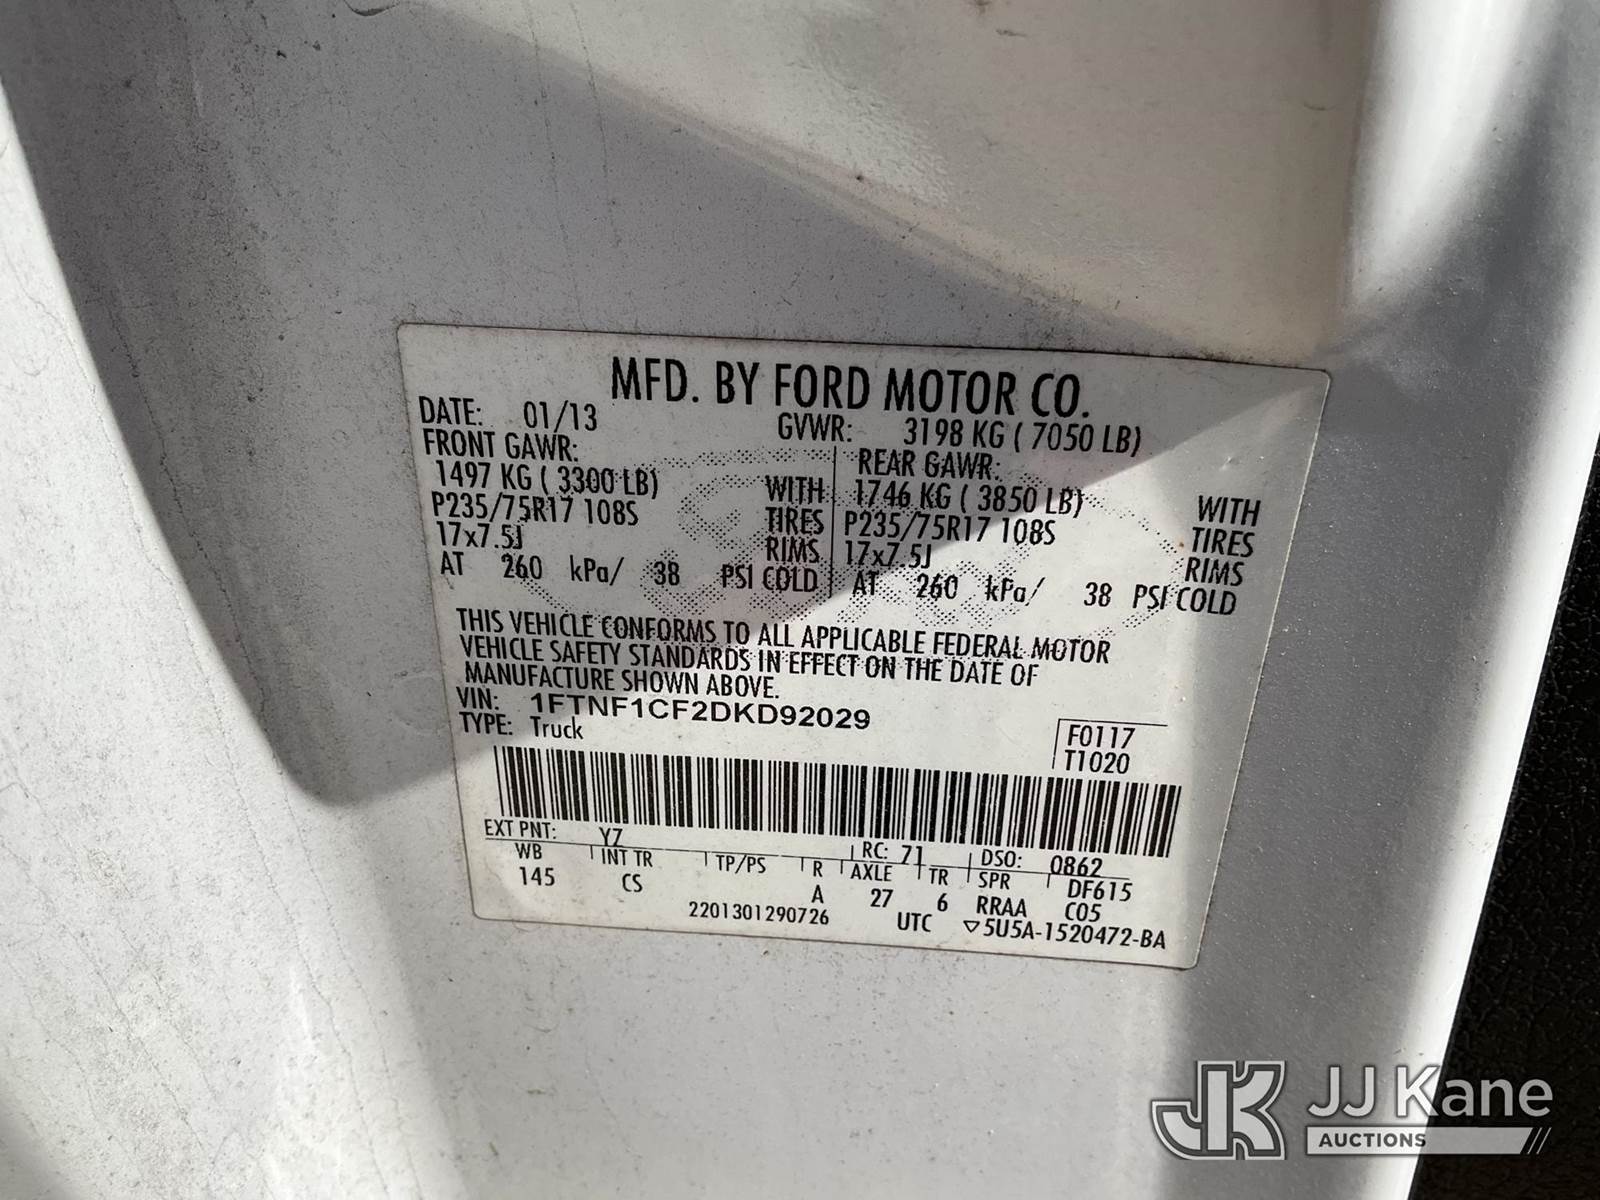 MFD. BY FORD MOTOR CO.
DATE: 01/13 GVWR: 3198 KG ( 7050 LB)
FRONT GAWR: REAR GAWR:
1497 KG ( 3300 LB) WITH 1746 KG ( 3850 LB) WITH
P235/75R17 108S TIRES P235/75R17 108S TIRES
17x7.5J RIMS 17x7.5J RIMS
AT 260 kPa/ 38 PSI COLD AT 260 kPa/ 38 PSI COLD
THIS VEHICLE CONFORMS TO ALL APPLICABLE FEDERAL MOTOR
VEHICLE SAFETY STANDARDS IN EFFECT ON THE DATE OF
MANUFACTURE SHOWN ABOVE.
VIN: 1FTNF1CF2DKD92029
TYPE: Truck F0117
T1020
EXT PNT: YZ RC: 71 DSO: 0862
WB INT TR TP/PS R AXLE TR SPR DF615
145 CS A 27 6 RRAA C05
2201301290726 UTC ▽5U5A-1520472-BA
JK JJ Kane
AUCTIONS